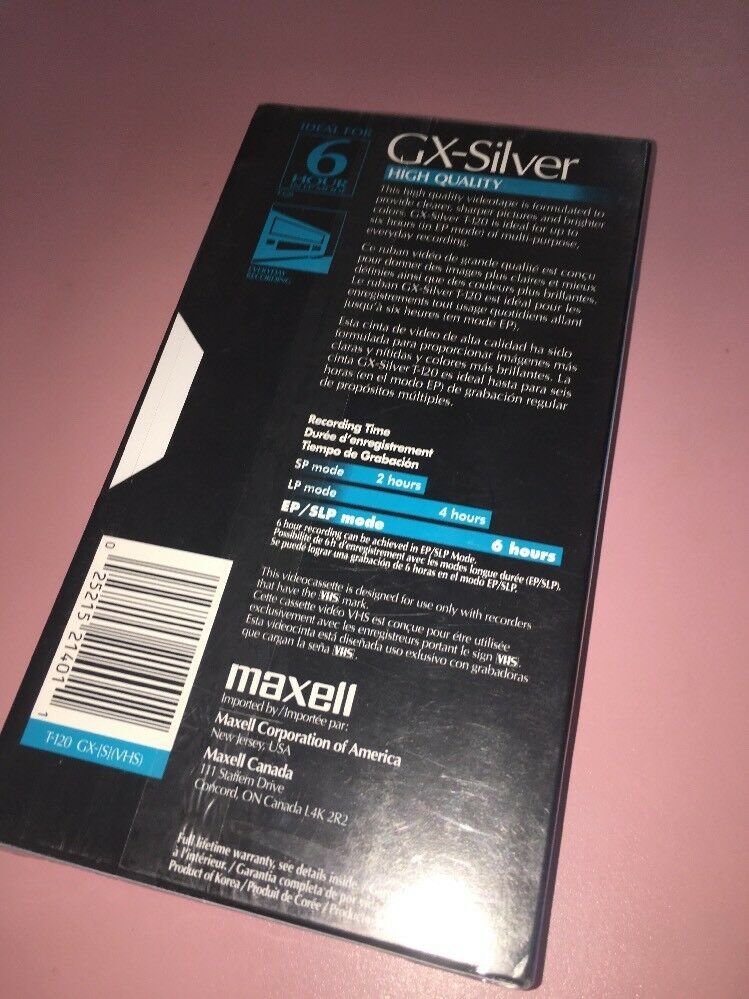 IDEAL FOR
6
HOUR
EVERYDAY
RECORDING
GX-Silver
HIGH QUALITY
This high quality videotape is formulated to
provide clearer, sharper pictures and brighter
colors. GX-Silver T-120 is ideal for up to
six hours (in EP mode) of multi-purpose,
everyday recording.
Ce ruban vidéo de grande qualité est conçu
pour donner des images plus claires et mieux
définies ainsi que des couleurs plus brillantes.
Le ruban GX-Silver T-120 est idéal pour les
enregistrements tout usage quotidiens allant
jusqu'à six heures (en mode EP).
Esta cinta de video de alta calidad ha sido
formulada para proporcionar imágenes más
claras y nítidas y colores más brillantes. La
cinta GX-Silver T-120 es ideal hasta para seis
horas (en el modo EP) de grabación regular
de propósitos múltiples.
Recording Time
Durée d'enregistrement
Tiempo de Grabación
SP mode 2 hours
LP mode 4 hours
EP/SLP mode 6 hours
6 hour recording can be achieved in EP/SLP Mode.
Possibilité de 6h d'enregistrement avec les modes longue durée (EP/SLP).
Se puede lograr una grabación de 6 horas en el modo EP/SLP.
This videocassette is designed for use only with recorders
that have the VHS mark.
Cette cassette vidéo VHS est conçue pour être utilisée
exclusivement avec les enregistreurs portant le sign VHS.
Esta videocinta está diseñada uso exclusivo con grabadoras
que cargan la seña VHS.
maxell
Imported by/Importée par:
Maxell Corporation of America
New Jersey, USA
Maxell Canada
111 Staffern Drive
Concord, ON Canada L4K 2R2
Full lifetime warranty, see details inside.
à l'intérieur. / Garantia completa de por
Product of Korea / Produit de Corée /
0 25215 21401 1
T-120 GX-[S](VHS)